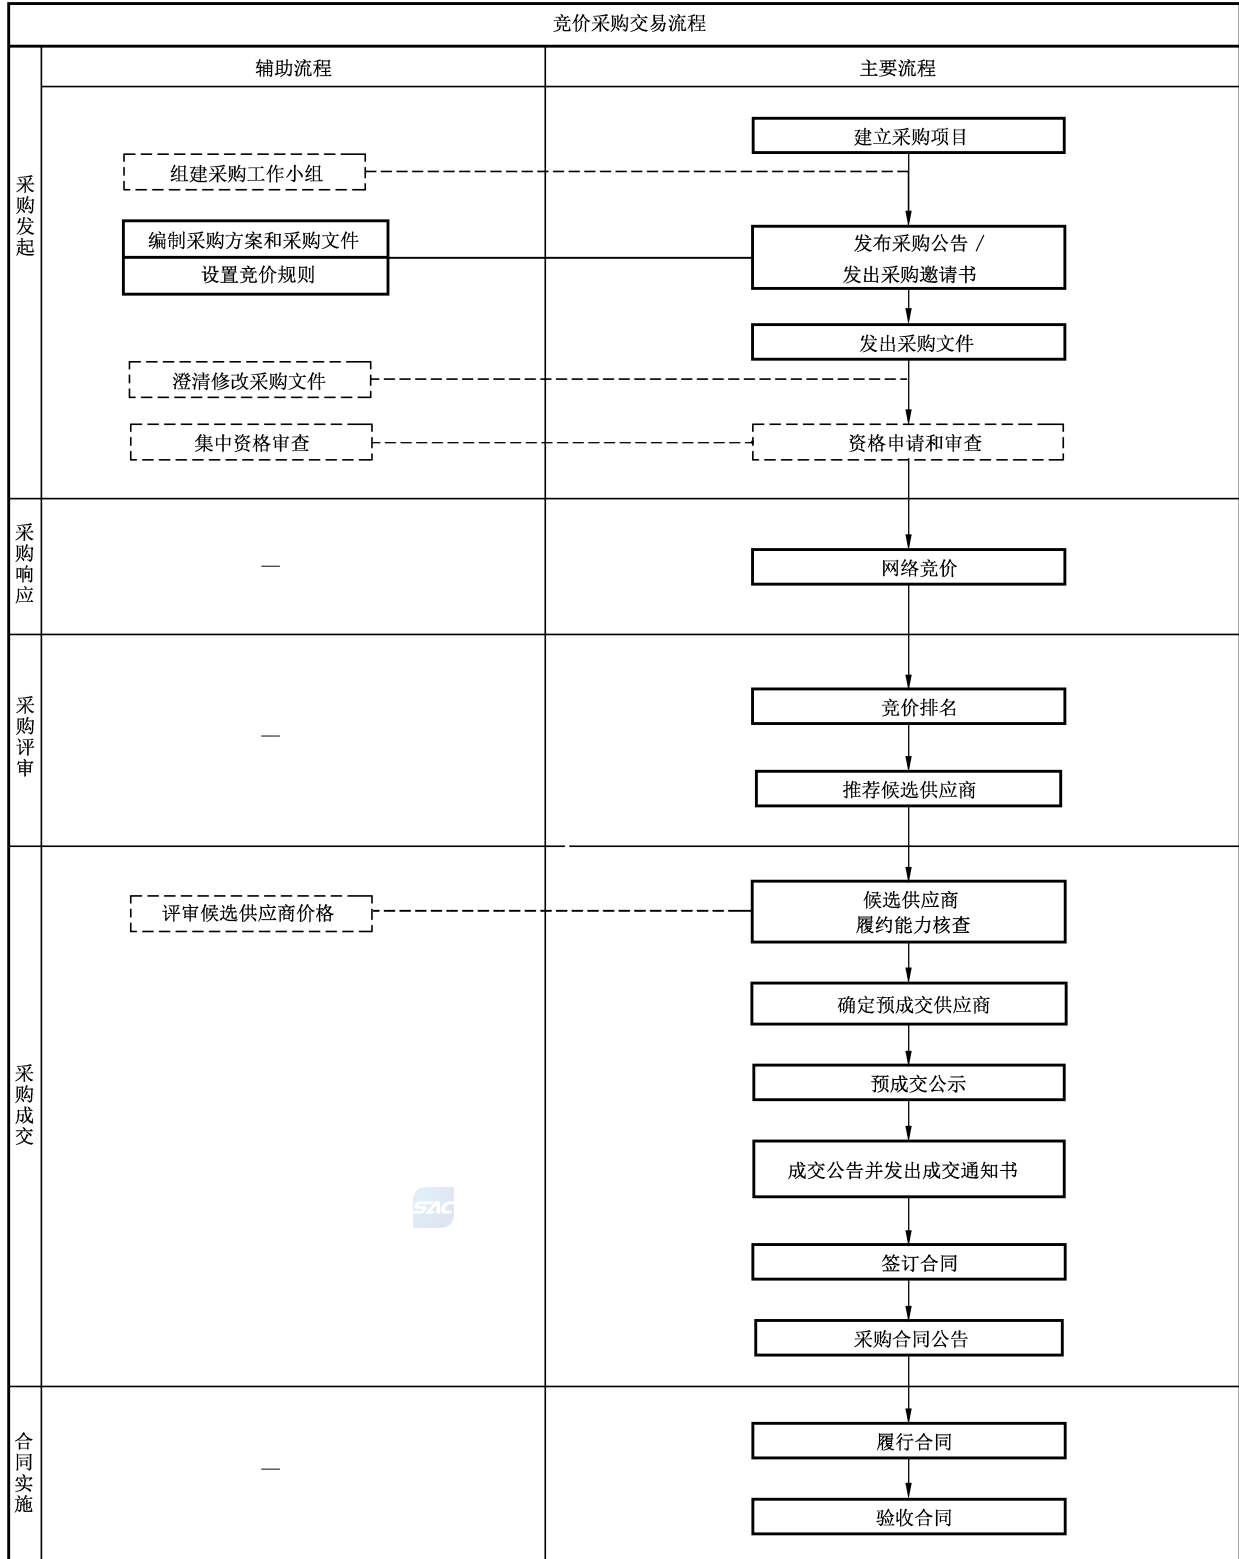 竞价采购交易流程
辅助流程
主要流程
采购发起
建立采购项目
组建采购工作小组
编制采购方案和采购文件
设置竞价规则
发布采购公告 /
发出采购邀请书
发出采购文件
澄清修改采购文件
集中资格审查
资格申请和审查
采购响应
—
网络竞价
采购评审
—
竞价排名
推荐候选供应商
采购成交
评审候选供应商价格
候选供应商
履约能力核查
确定预成交供应商
预成交公示
成交公告并发出成交通知书
SAC
签订合同
采购合同公告
合同实施
—
履行合同
验收合同